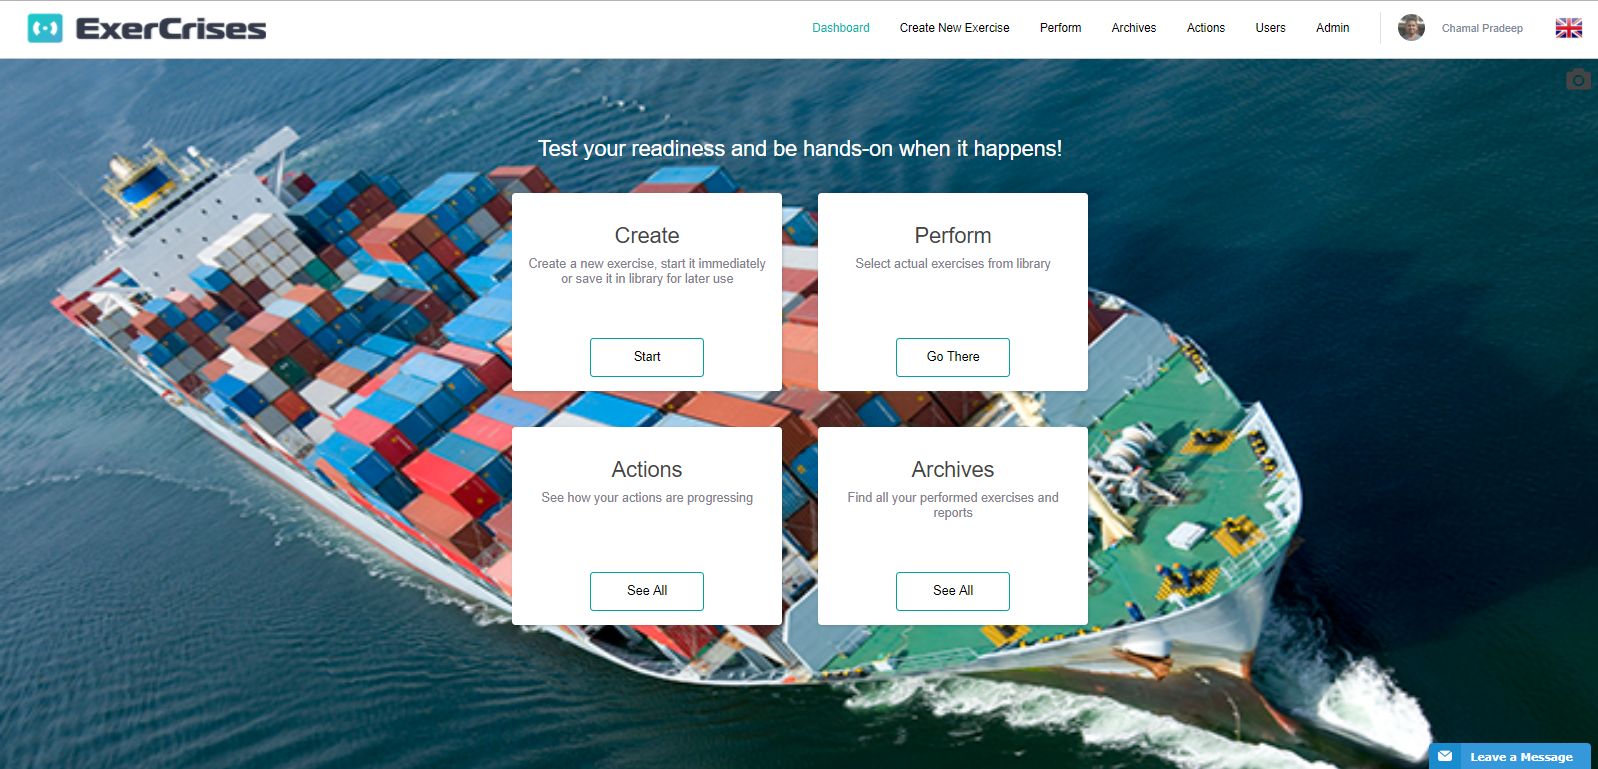 ExerCrises
Dashboard
Create New Exercise
Perform
Archives
Actions
Users
Admin
Chamal Pradeep
Test your readiness and be hands-on when it happens!
Create
Create a new exercise, start it immediately
or save it in library for later use
Start
Perform
Select actual exercises from library
Go There
Actions
See how your actions are progressing
See All
Archives
Find all your performed exercises and
reports
See All
Leave a Message